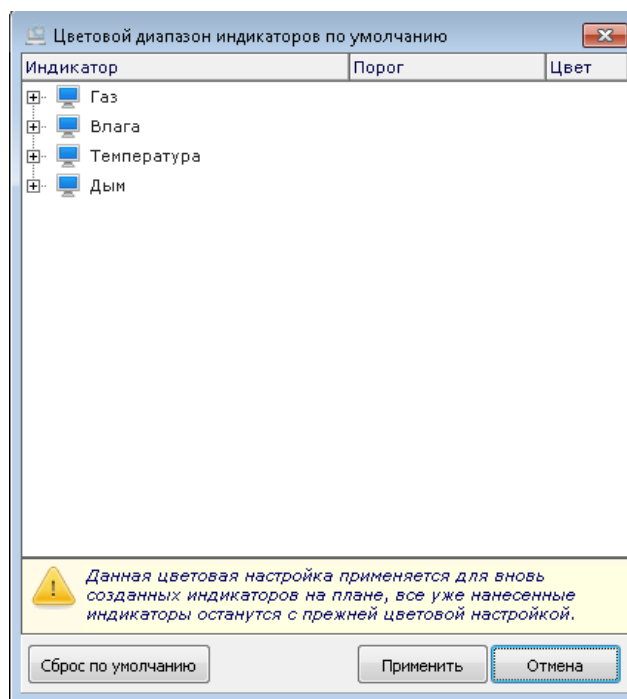 Цветовой диапазон индикаторов по умолчанию
Индикатор Порог Цвет
Газ
Влага
Температура
Дым
Данная цветовая настройка применяется для вновь
созданных индикаторов на плане, все уже нанесенные
индикаторы останутся с прежней цветовой настройкой.
Сброс по умолчанию Применить Отмена